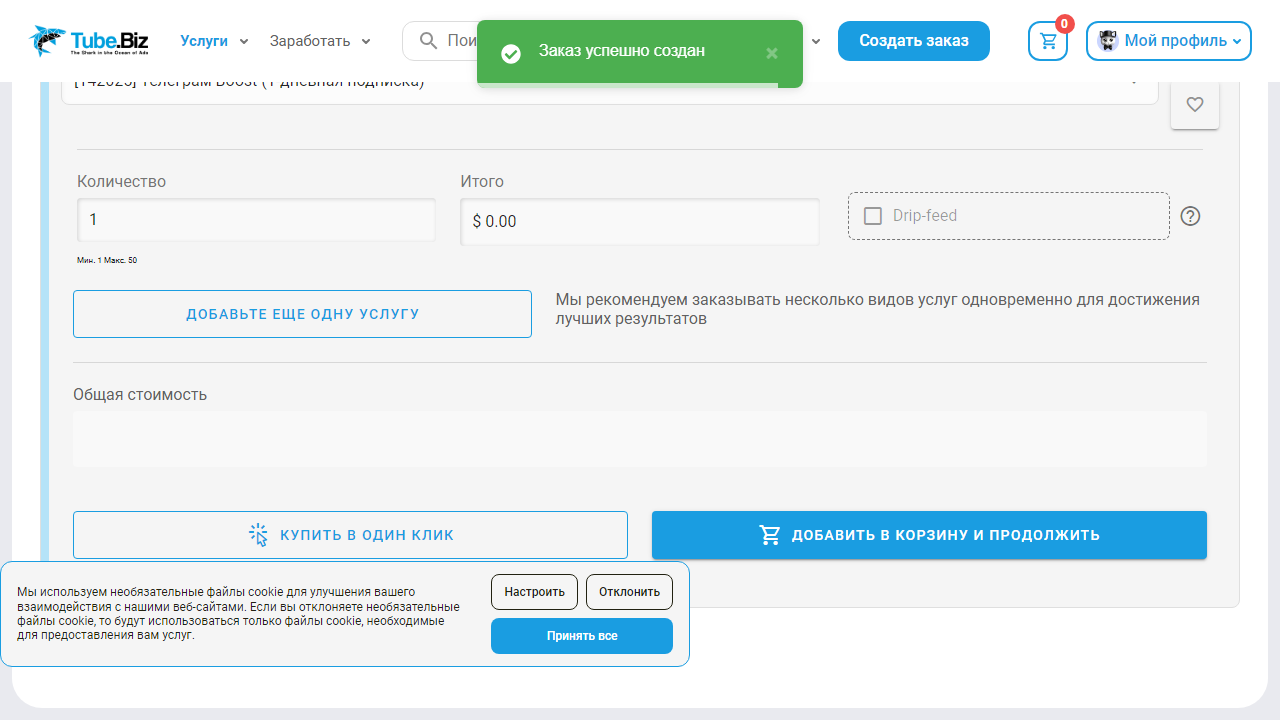 Tube.Biz
The Shark in the Ocean of Ads
Услуги
Заработать
Пои
Заказ успешно создан
×
Создать заказ
0
Мой профиль
[142025] Телеграм Boost (1 дневная подписка)
Количество
Итого
1
$ 0.00
Drip-feed
Мин. 1 Макс. 50
ДОБАВЬТЕ ЕЩЕ ОДНУ УСЛУГУ
Мы рекомендуем заказывать несколько видов услуг одновременно для достижения
лучших результатов
Общая стоимость
КУПИТЬ В ОДИН КЛИК
ДОБАВИТЬ В КОРЗИНУ И ПРОДОЛЖИТЬ
Мы используем необязательные файлы cookie для улучшения вашего
взаимодействия с нашими веб-сайтами. Если вы отклоняете необязательные
файлы cookie, то будут использоваться только файлы cookie, необходимые
для предоставления вам услуг.
Настроить
Отклонить
Принять все